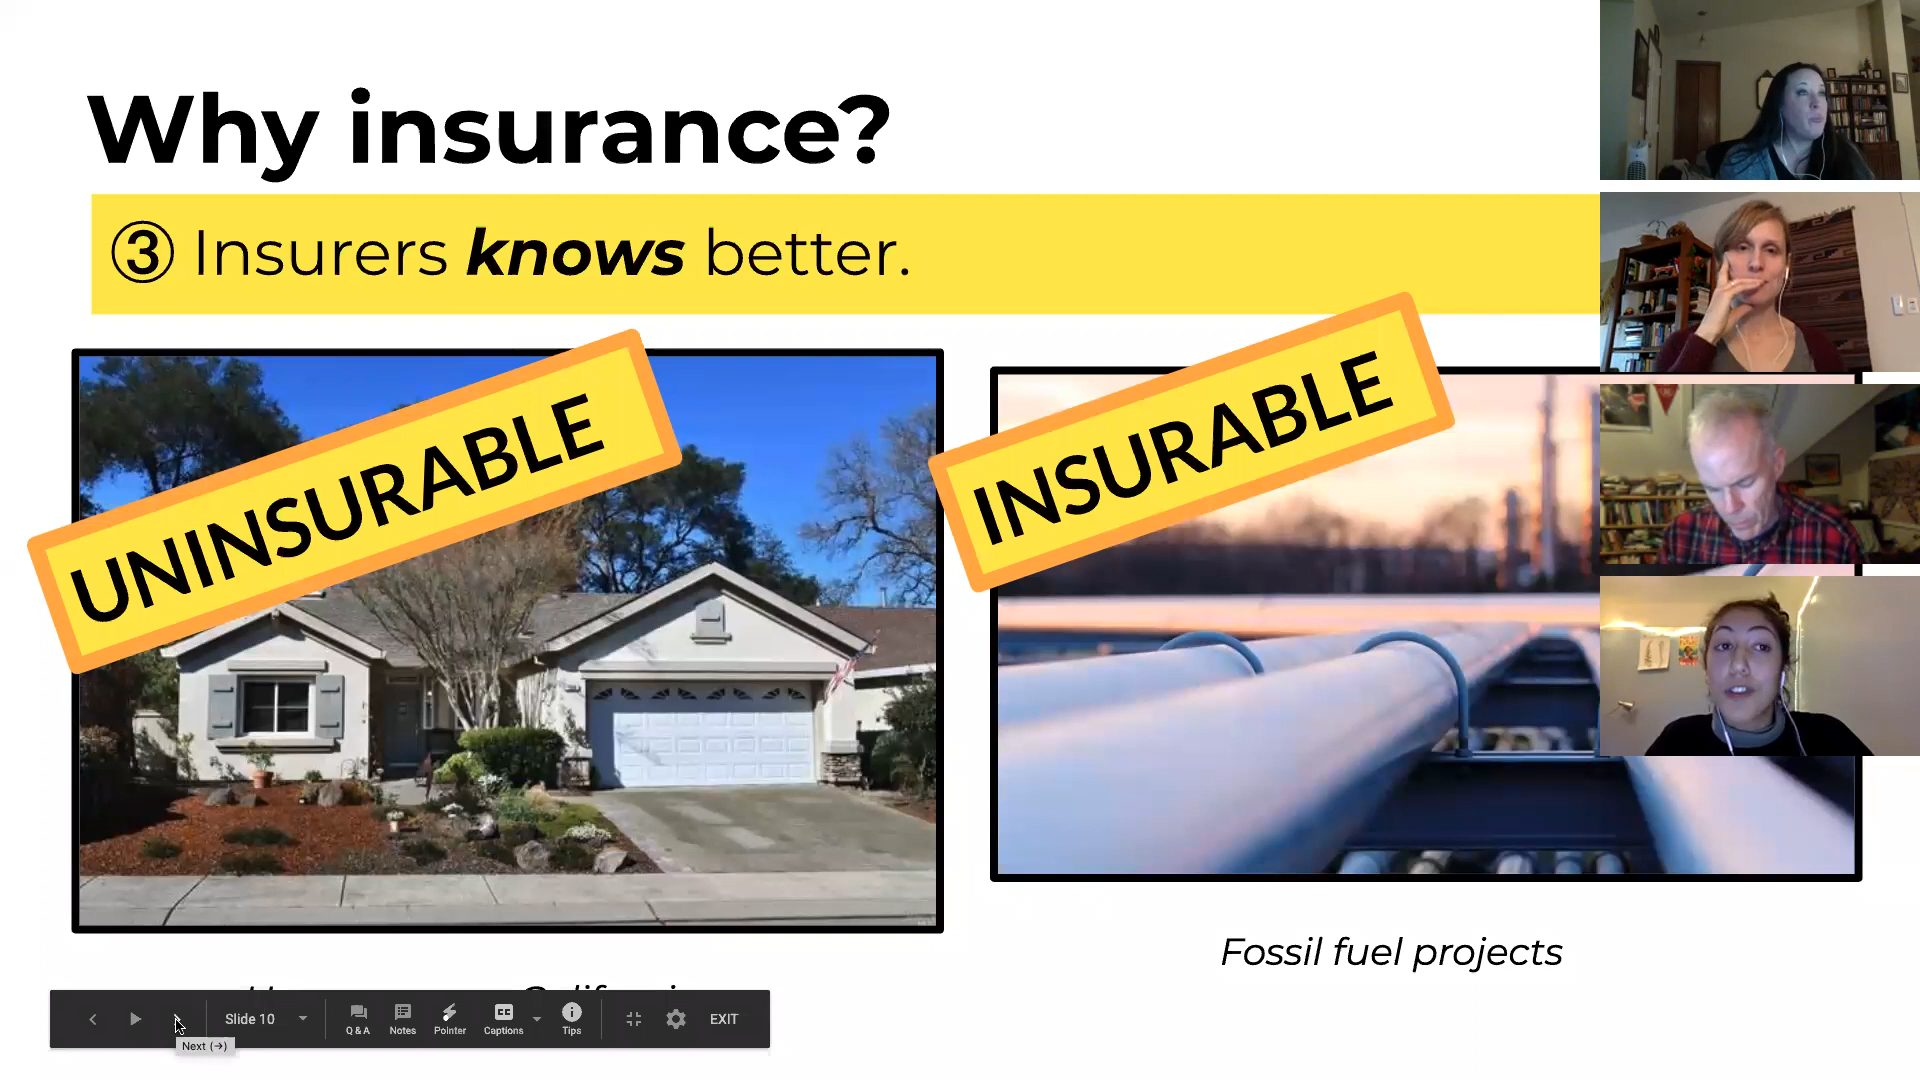 Why insurance?
③ Insurers knows better.
UNINSURABLE
INSURABLE
Fossil fuel projects
Slide 10
Q & A
Notes
Pointer
CC
Captions
Tips
EXIT
Next (→)